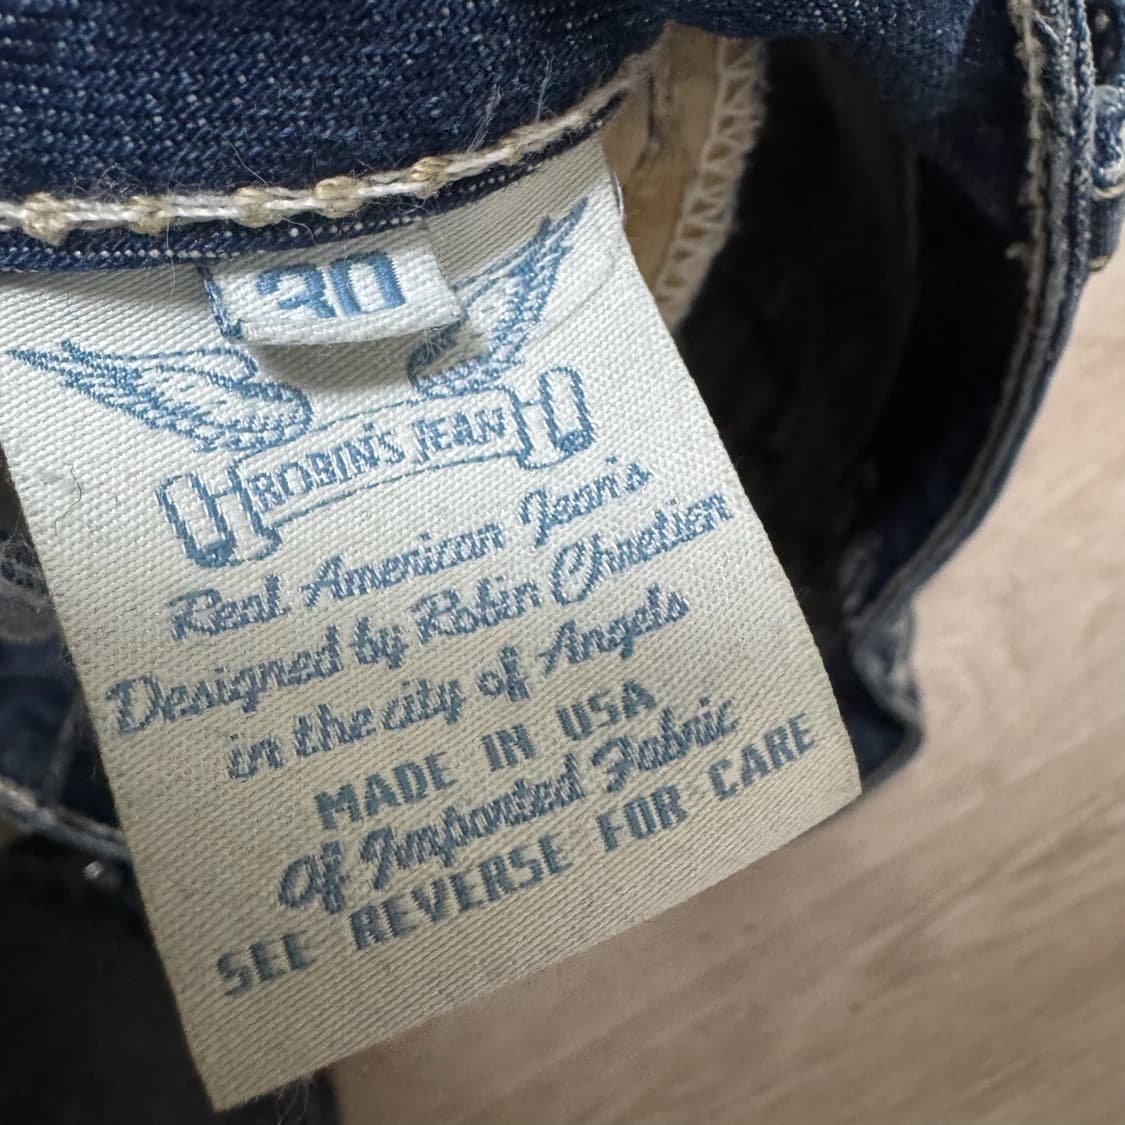 30
ROBIN'S JEAN
Real American Jean's
Designed by Robin Chretien
in the city of Angels
MADE IN USA
Of Imported Fabric
SEE REVERSE FOR CARE